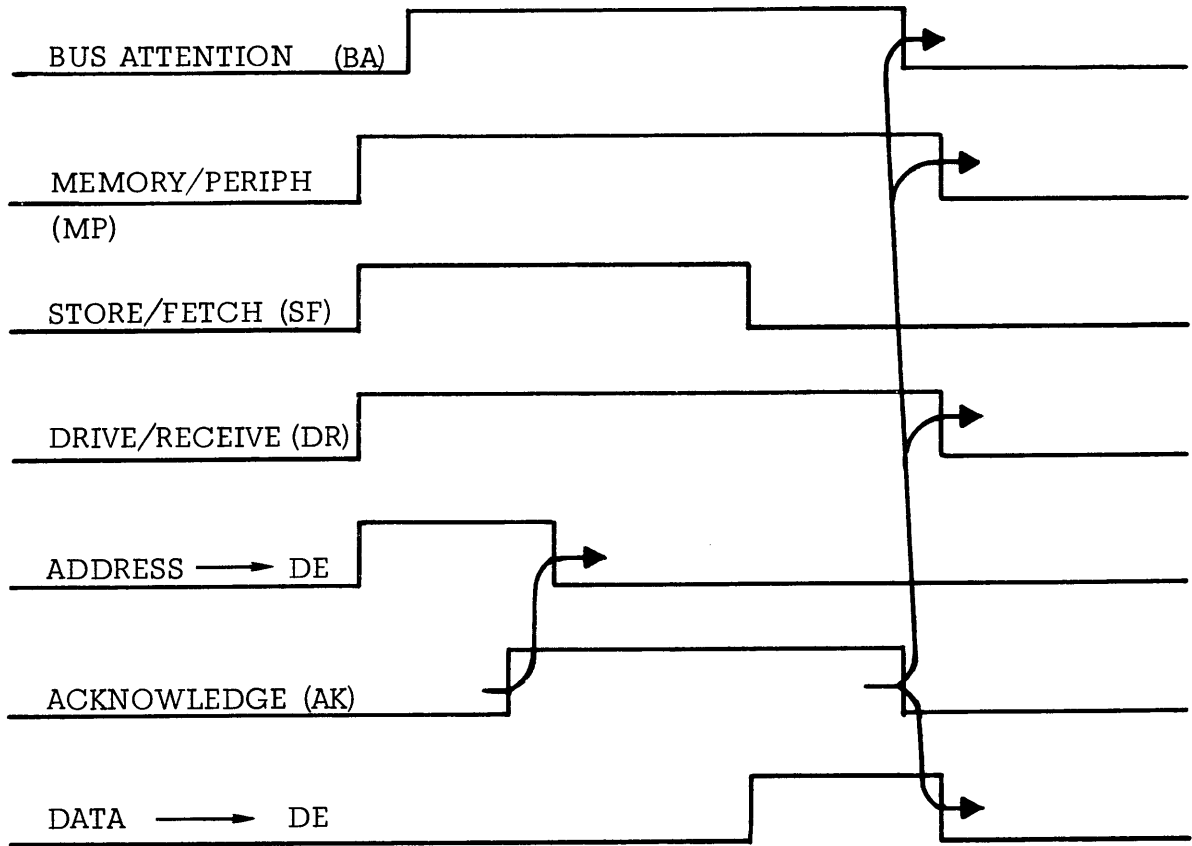 BUS ATTENTION (BA)
MEMORY/PERIPH
(MP)
STORE/FETCH (SF)
DRIVE/RECEIVE (DR)
ADDRESS → DE
ACKNOWLEDGE (AK)
DATA → DE